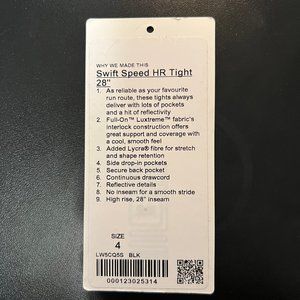 WHY WE MADE THIS
Swift Speed HR Tight
28"
1. As reliable as your favourite
run route, these tights always
deliver with lots of pockets
and a hit of reflectivity
2. Full-On™ Luxtreme™ fabric's
interlock construction offers
great support and coverage with
a cool, smooth feel
3. Added Lycra® fibre for stretch
and shape retention
4. Side drop-in pockets
5. Secure back pocket
6. Continuous drawcord
7. Reflective details
8. No inseam for a smooth stride
9. High rise, 28" inseam
SIZE
4
LW5CQ5S BLK
000123025314